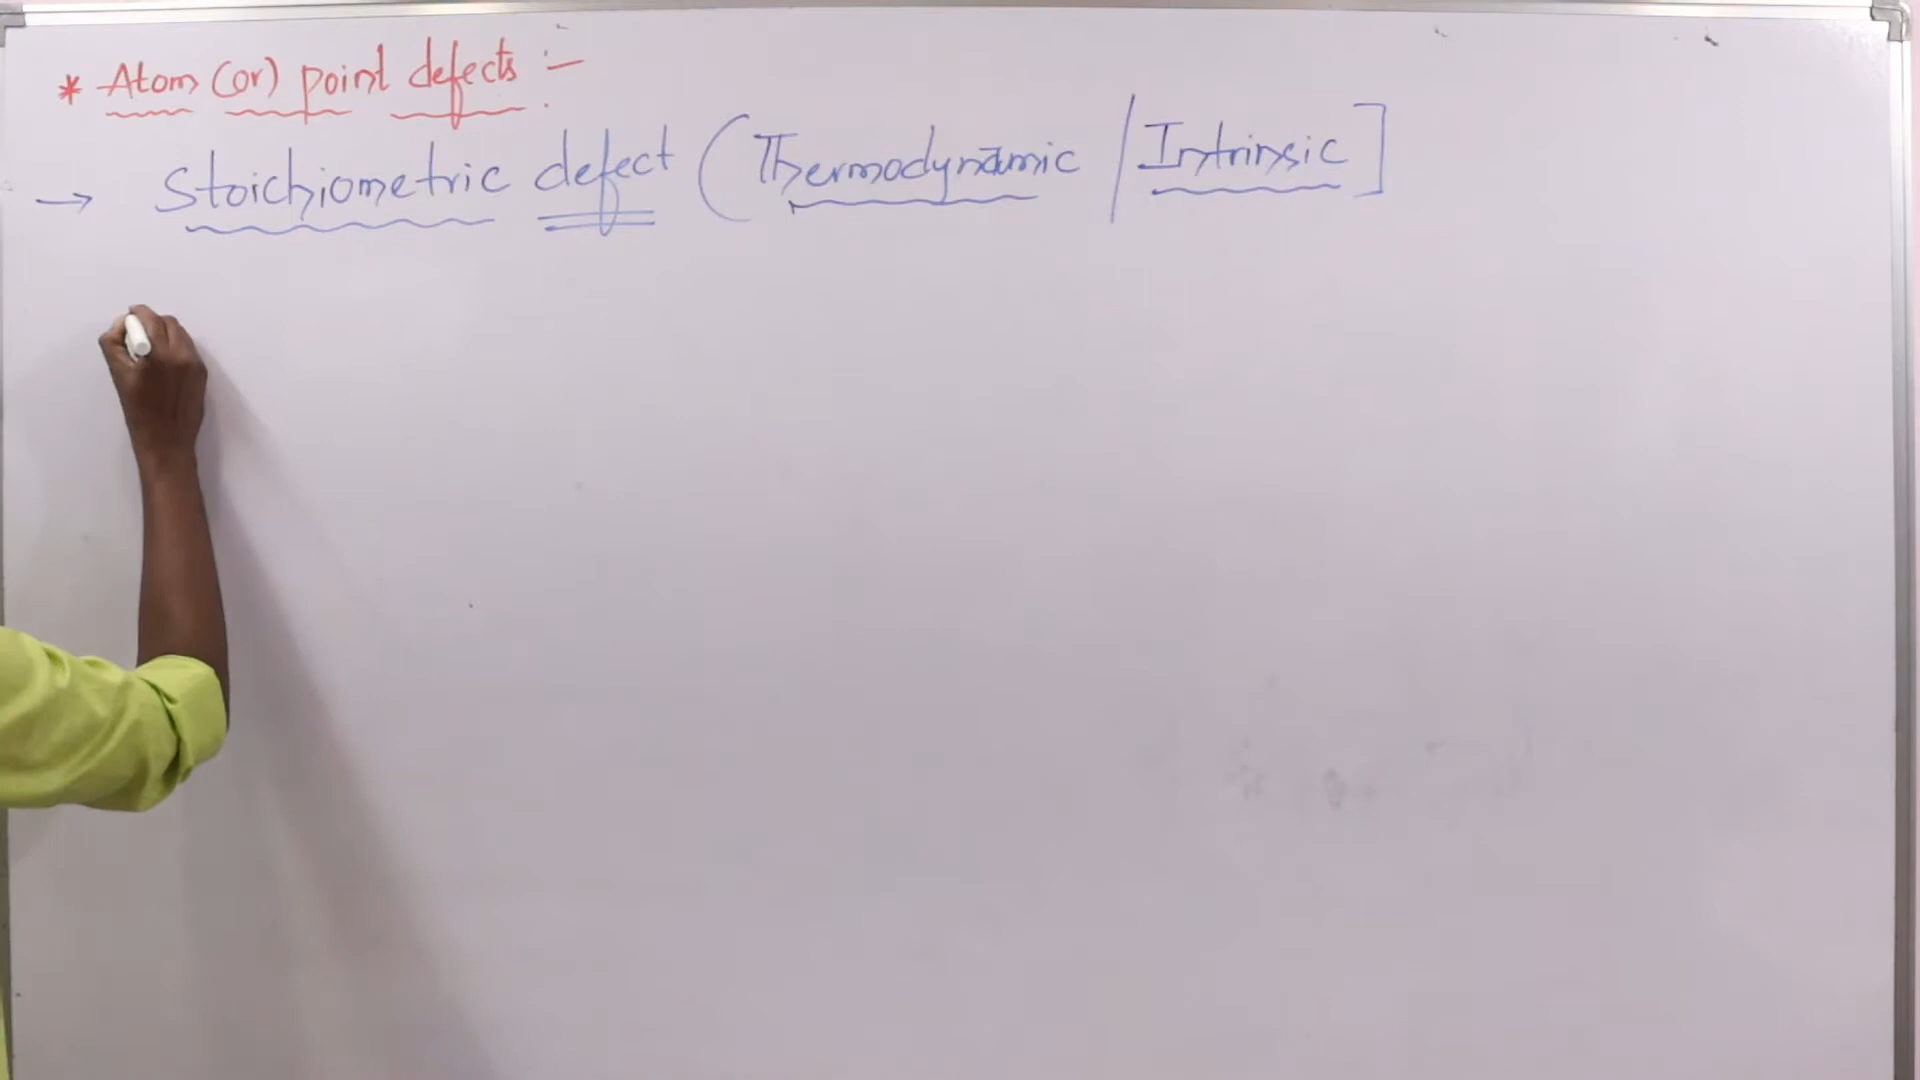 * Atom (or) point defects :-
→ Stoichiometric defect (Thermodynamic / Intrinsic]